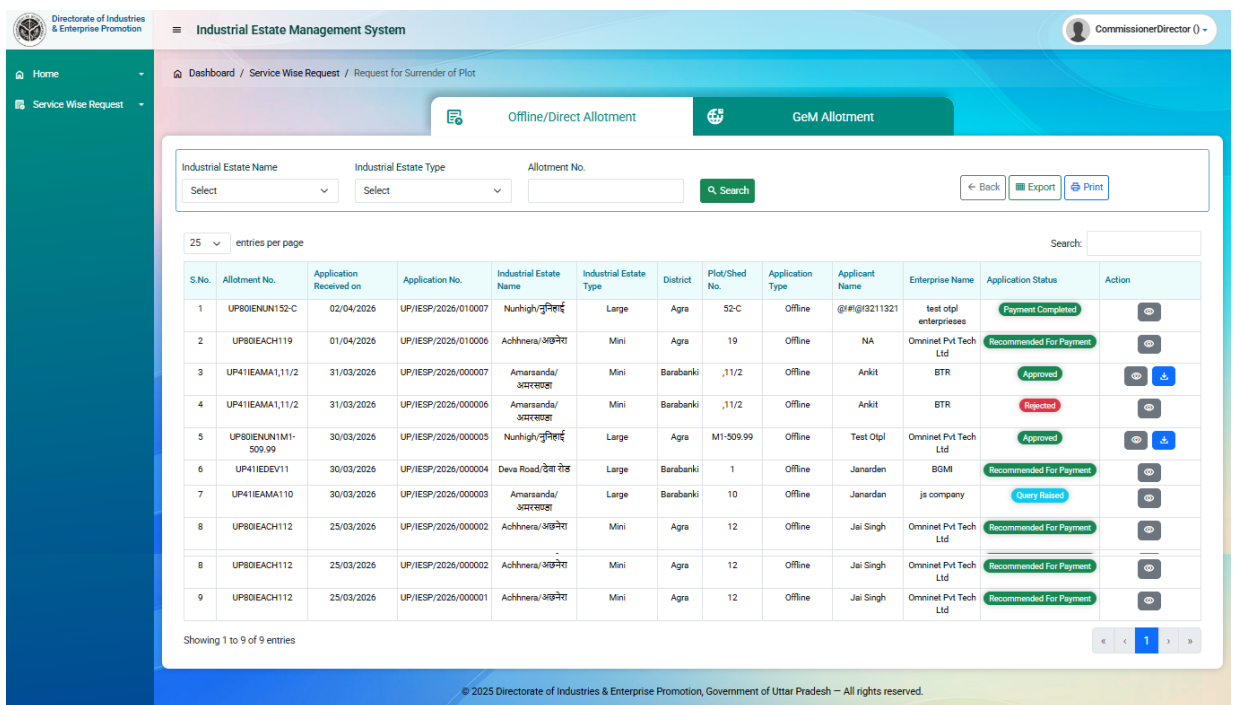 Directorate of Industries
& Enterprise Promotion
Industrial Estate Management System
CommissionerDirector ()
Home
Service Wise Request
Dashboard / Service Wise Request / Request for Surrender of Plot
Offline/Direct Allotment
GeM Allotment
Industrial Estate Name
Industrial Estate Type
Allotment No.
Select
Select
Search
Back
Export
Print
25 entries per page
Search:
S.No. Allotment No. Application Received on Application No. Industrial Estate Name Industrial Estate Type District Plot/Shed No. Application Type Applicant Name Enterprise Name Application Status Action
1 UP80IENUN152-C 02/04/2026 UP/IESP/2026/010007 Nunhigh/नुनिहाई Large Agra 52-C Offline @!#!@!3211321 test otpl enterprieses Payment Completed
2 UP80IEACH119 01/04/2026 UP/IESP/2026/010006 Achhnera/अछनेरा Mini Agra 19 Offline NA Omninet Pvt Tech Ltd Recommended For Payment
3 UP41IEAMA1,11/2 31/03/2026 UP/IESP/2026/000007 Amarsanda/अमरसण्डा Mini Barabanki ,11/2 Offline Ankit BTR Approved
4 UP41IEAMA1,11/2 31/03/2026 UP/IESP/2026/000006 Amarsanda/अमरसण्डा Mini Barabanki ,11/2 Offline Ankit BTR Rejected
5 UP80IENUN1M1-509.99 30/03/2026 UP/IESP/2026/000005 Nunhigh/नुनिहाई Large Agra M1-509.99 Offline Test Otpl Omninet Pvt Tech Ltd Approved
6 UP41IEDEV11 30/03/2026 UP/IESP/2026/000004 Deva Road/देवा रोड Large Barabanki 1 Offline Janarden BGMI Recommended For Payment
7 UP41IEAMA110 30/03/2026 UP/IESP/2026/000003 Amarsanda/अमरसण्डा Large Barabanki 10 Offline Janardan js company Query Raised
8 UP80IEACH112 25/03/2026 UP/IESP/2026/000002 Achhnera/अछनेरा Mini Agra 12 Offline Jai Singh Omninet Pvt Tech Ltd Recommended For Payment
8 UP80IEACH112 25/03/2026 UP/IESP/2026/000002 Achhnera/अछनेरा Mini Agra 12 Offline Jai Singh Omninet Pvt Tech Ltd Recommended For Payment
9 UP80IEACH112 25/03/2026 UP/IESP/2026/000001 Achhnera/अछनेरा Mini Agra 12 Offline Jai Singh Omninet Pvt Tech Ltd Recommended For Payment
Showing 1 to 9 of 9 entries
« ‹ 1 › »
© 2025 Directorate of Industries & Enterprise Promotion, Government of Uttar Pradesh — All rights reserved.